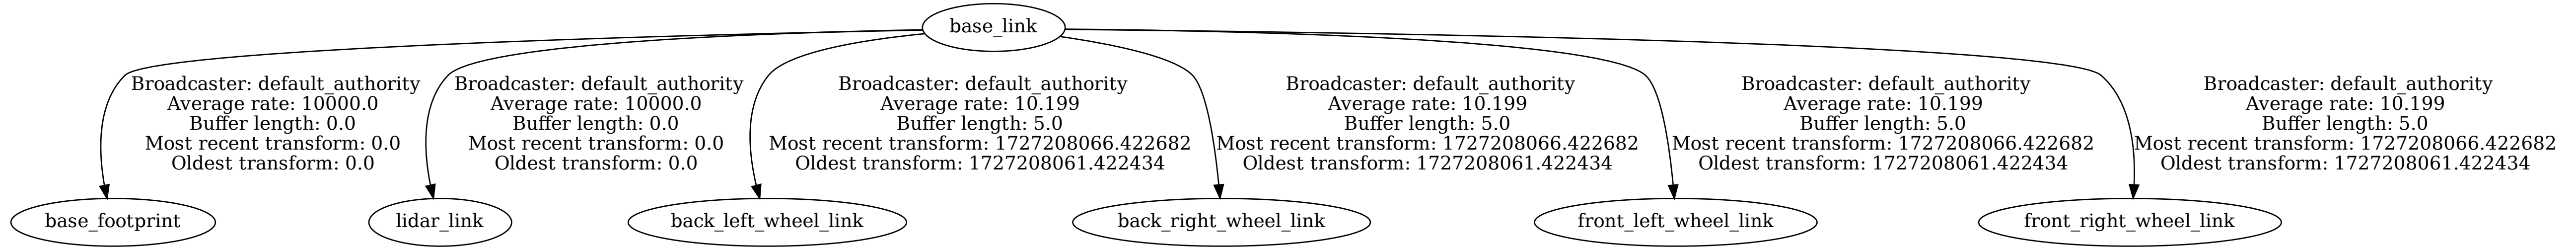 base_link
Broadcaster: default_authority
Average rate: 10000.0
Buffer length: 0.0
Most recent transform: 0.0
Oldest transform: 0.0
Broadcaster: default_authority
Average rate: 10000.0
Buffer length: 0.0
Most recent transform: 0.0
Oldest transform: 0.0
Broadcaster: default_authority
Average rate: 10.199
Buffer length: 5.0
Most recent transform: 1727208066.422682
Oldest transform: 1727208061.422434
Broadcaster: default_authority
Average rate: 10.199
Buffer length: 5.0
Most recent transform: 1727208066.422682
Oldest transform: 1727208061.422434
Broadcaster: default_authority
Average rate: 10.199
Buffer length: 5.0
Most recent transform: 1727208066.422682
Oldest transform: 1727208061.422434
Broadcaster: default_authority
Average rate: 10.199
Buffer length: 5.0
Most recent transform: 1727208066.422682
Oldest transform: 1727208061.422434
base_footprint
lidar_link
back_left_wheel_link
back_right_wheel_link
front_left_wheel_link
front_right_wheel_link